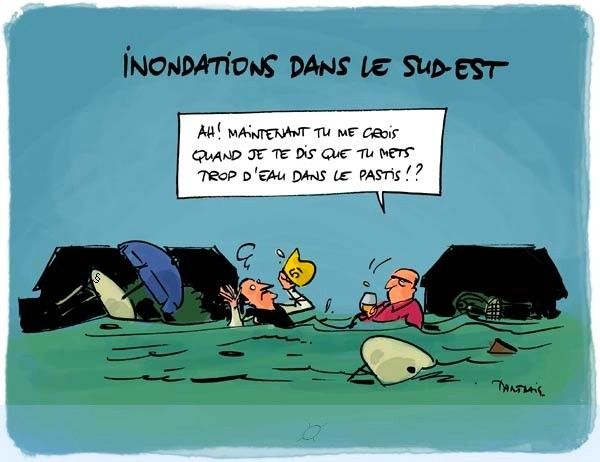 INONDATIONS DANS LE SUD-EST
AH! MAINTENANT TU ME CROIS
QUAND JE TE DIS QUE TU METS
TROP D'EAU DANS LE PASTIS!?
51